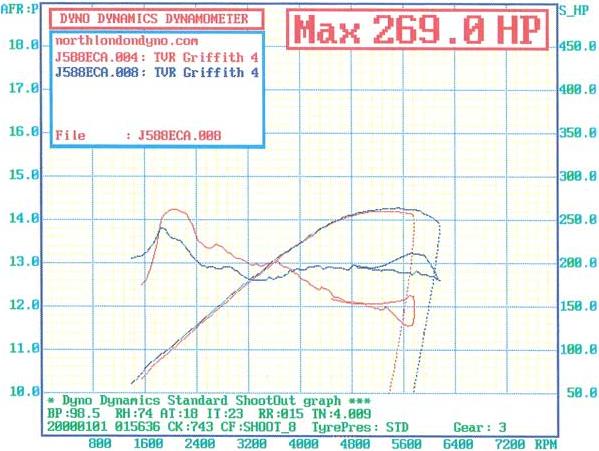 AFR:P
DYNO DYNAMICS DYNAMOMETER
Max 269.0 HP
S_HP
northlondondyno.com
J588ECA.004: TVR Griffith 4
J588ECA.008: TVR Griffith 4
File : J588ECA.008
18.0
17.0
16.0
15.0
14.0
13.0
12.0
11.0
10.0
450.0
400.0
350.0
300.0
250.0
200.0
150.0
100.0
50.0
* Dyno Dynamics Standard ShootOut graph ***
BP:98.5 RH:74 AT:18 IT:23 RR:015 TN:4.009
20000101 015636 CK:743 CF:SHOOT_8 TyrePres: STD Gear: 3
800 1600 2400 3200 4000 4800 5600 6400 7200 RPM